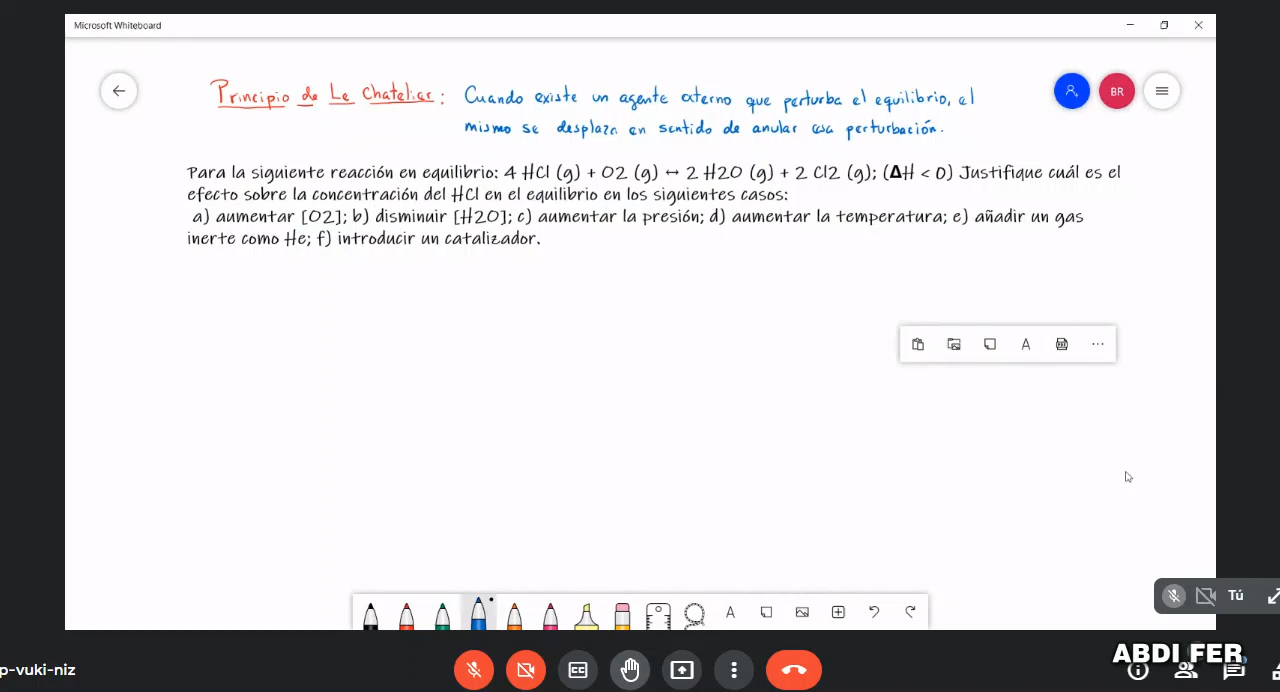 Microsoft Whiteboard
Principio de Le Chatelier: Cuando existe un agente externo que perturba el equilibrio, el
mismo se desplaza en sentido de anular esa perturbación.
BR
Para la siguiente reacción en equilibrio: 4 HCl (g) + O2 (g) ↔ 2 H2O (g) + 2 Cl2 (g); (ΔH < 0) Justifique cuál es el
efecto sobre la concentración del HCl en el equilibrio en los siguientes casos:
a) aumentar [O2]; b) disminuir [H2O]; c) aumentar la presión; d) aumentar la temperatura; e) añadir un gas
inerte como He; f) introducir un catalizador.
A
A
Tú
ABDI FER
p-vuki-niz